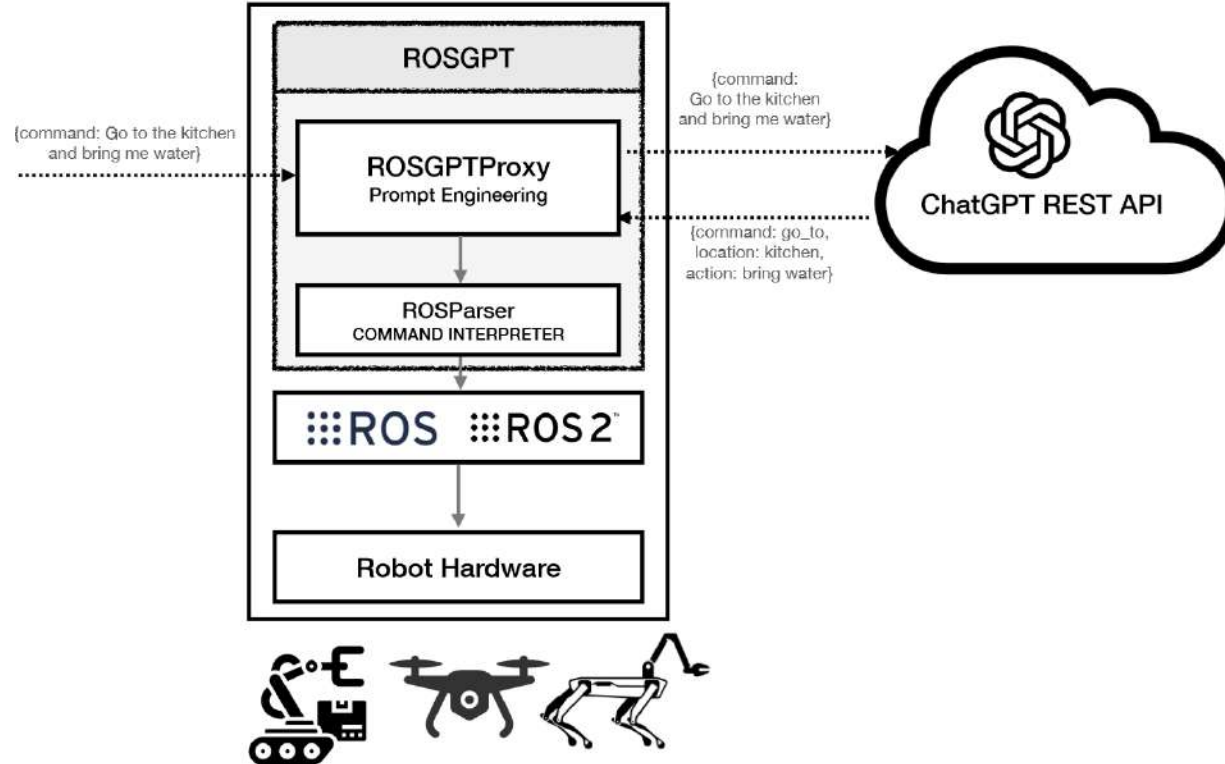 ROSGPT
{command: Go to the kitchen
and bring me water}
ROSGPTProxy
Prompt Engineering
{command:
Go to the kitchen
and bring me water}
ChatGPT REST API
{command: go_to,
location: kitchen,
action: bring water}
ROSParser
COMMAND INTERPRETER
ROS
ROS 2
Robot Hardware